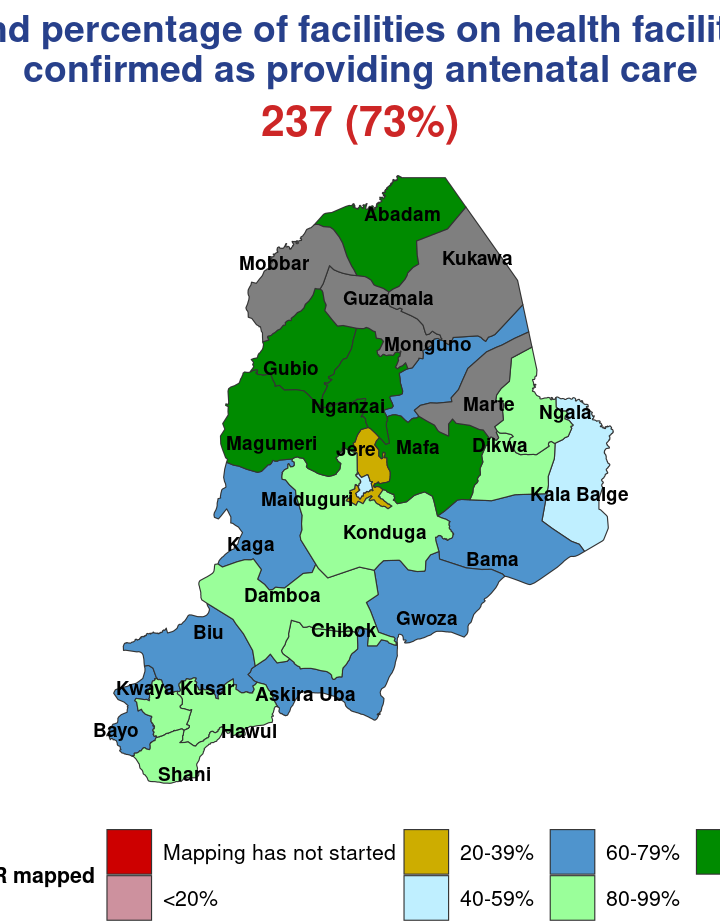 nd percentage of facilities on health facilit
confirmed as providing antenatal care
237 (73%)
Abadam
Kukawa
Mobbar
Guzamala
Monguno
Gubio
Nganzai
Marte
Ngala
Magumeri
Jere
Mafa
Dikwa
Maiduguri
Kala Balge
Konduga
Kaga
Bama
Damboa
Gwoza
Biu
Chibok
Kwaya Kusar
Askira Uba
Bayo
Hawul
Shani
R mapped
Mapping has not started
20-39%
60-79%
<20%
40-59%
80-99%